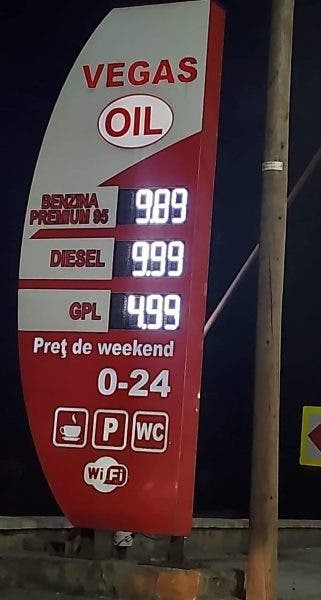 VEGAS
OIL
BENZINA
PREMIUM 95
9.89
DIESEL 9.99
GPL 4.99
Preţ de weekend
0-24
P WC
WiFi